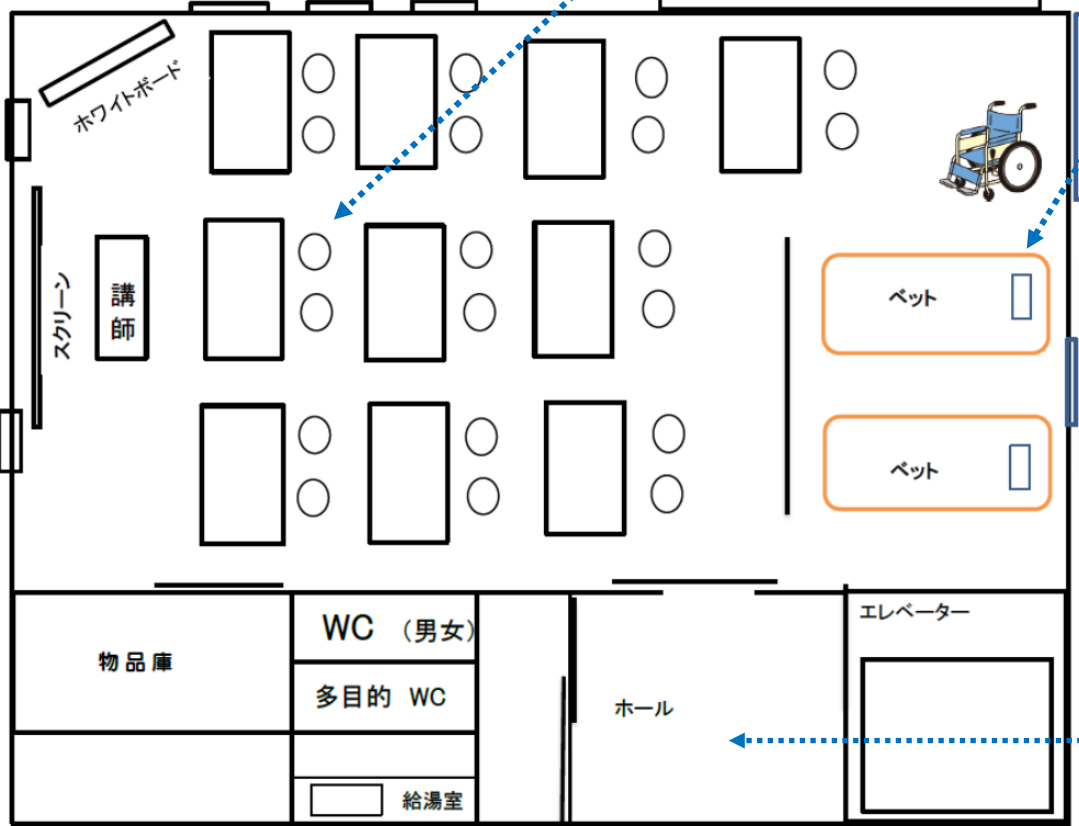 ホワイトボード
スクリーン
講師
ベット
ベット
エレベーター
WC （男女）
物品庫
多目的 WC
ホール
給湯室